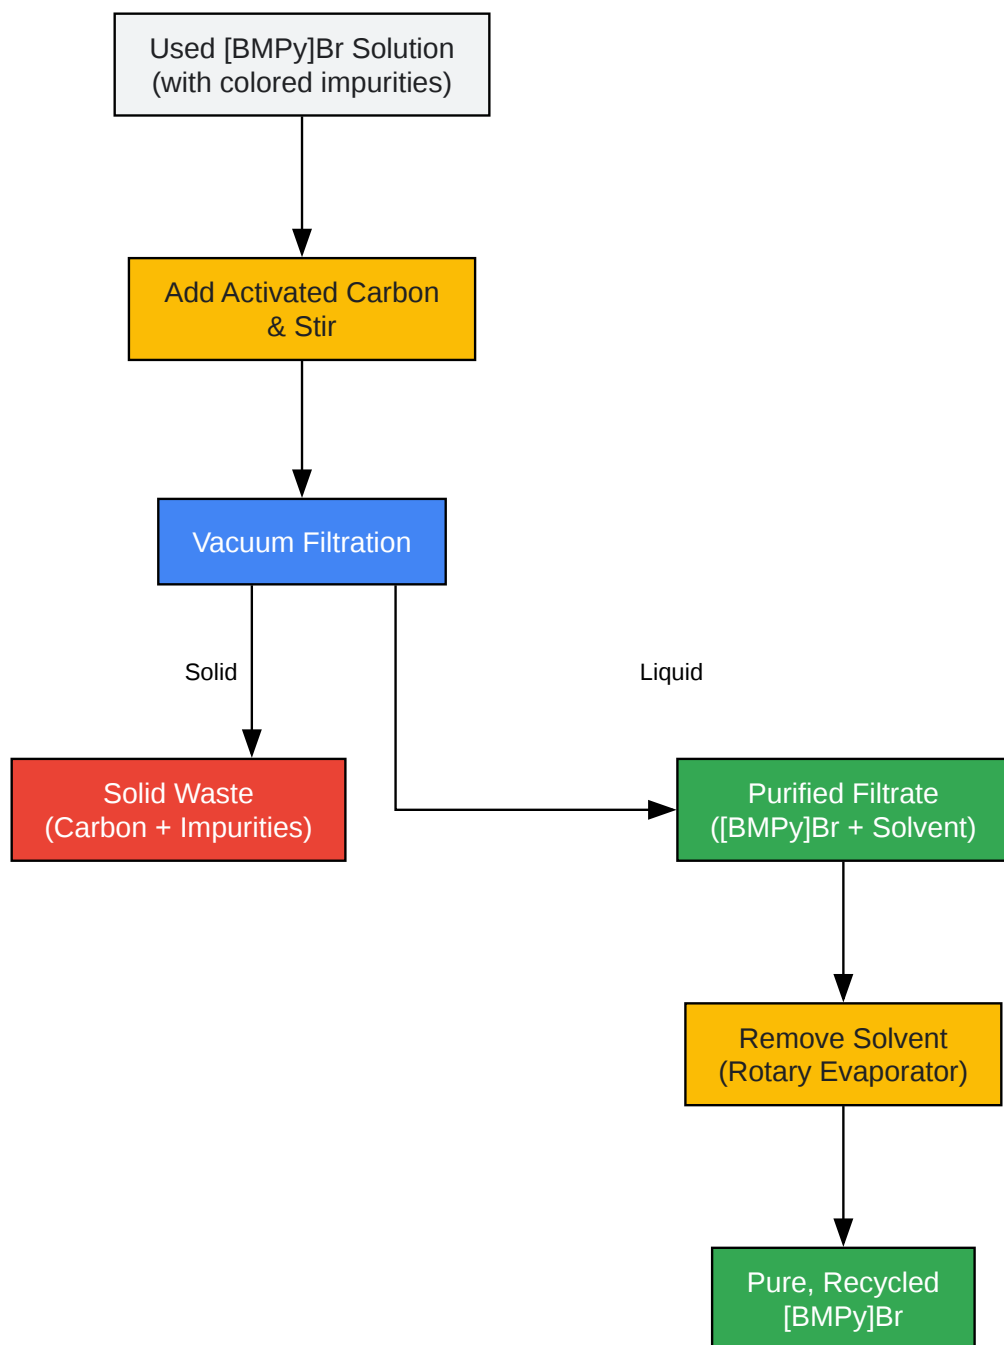 Used [BMPy]Br Solution
(with colored impurities)
Add Activated Carbon
& Stir
Vacuum Filtration
Solid
Liquid
Solid Waste
(Carbon + Impurities)
Purified Filtrate
([BMPy]Br + Solvent)
Remove Solvent
(Rotary Evaporator)
Pure, Recycled
[BMPy]Br